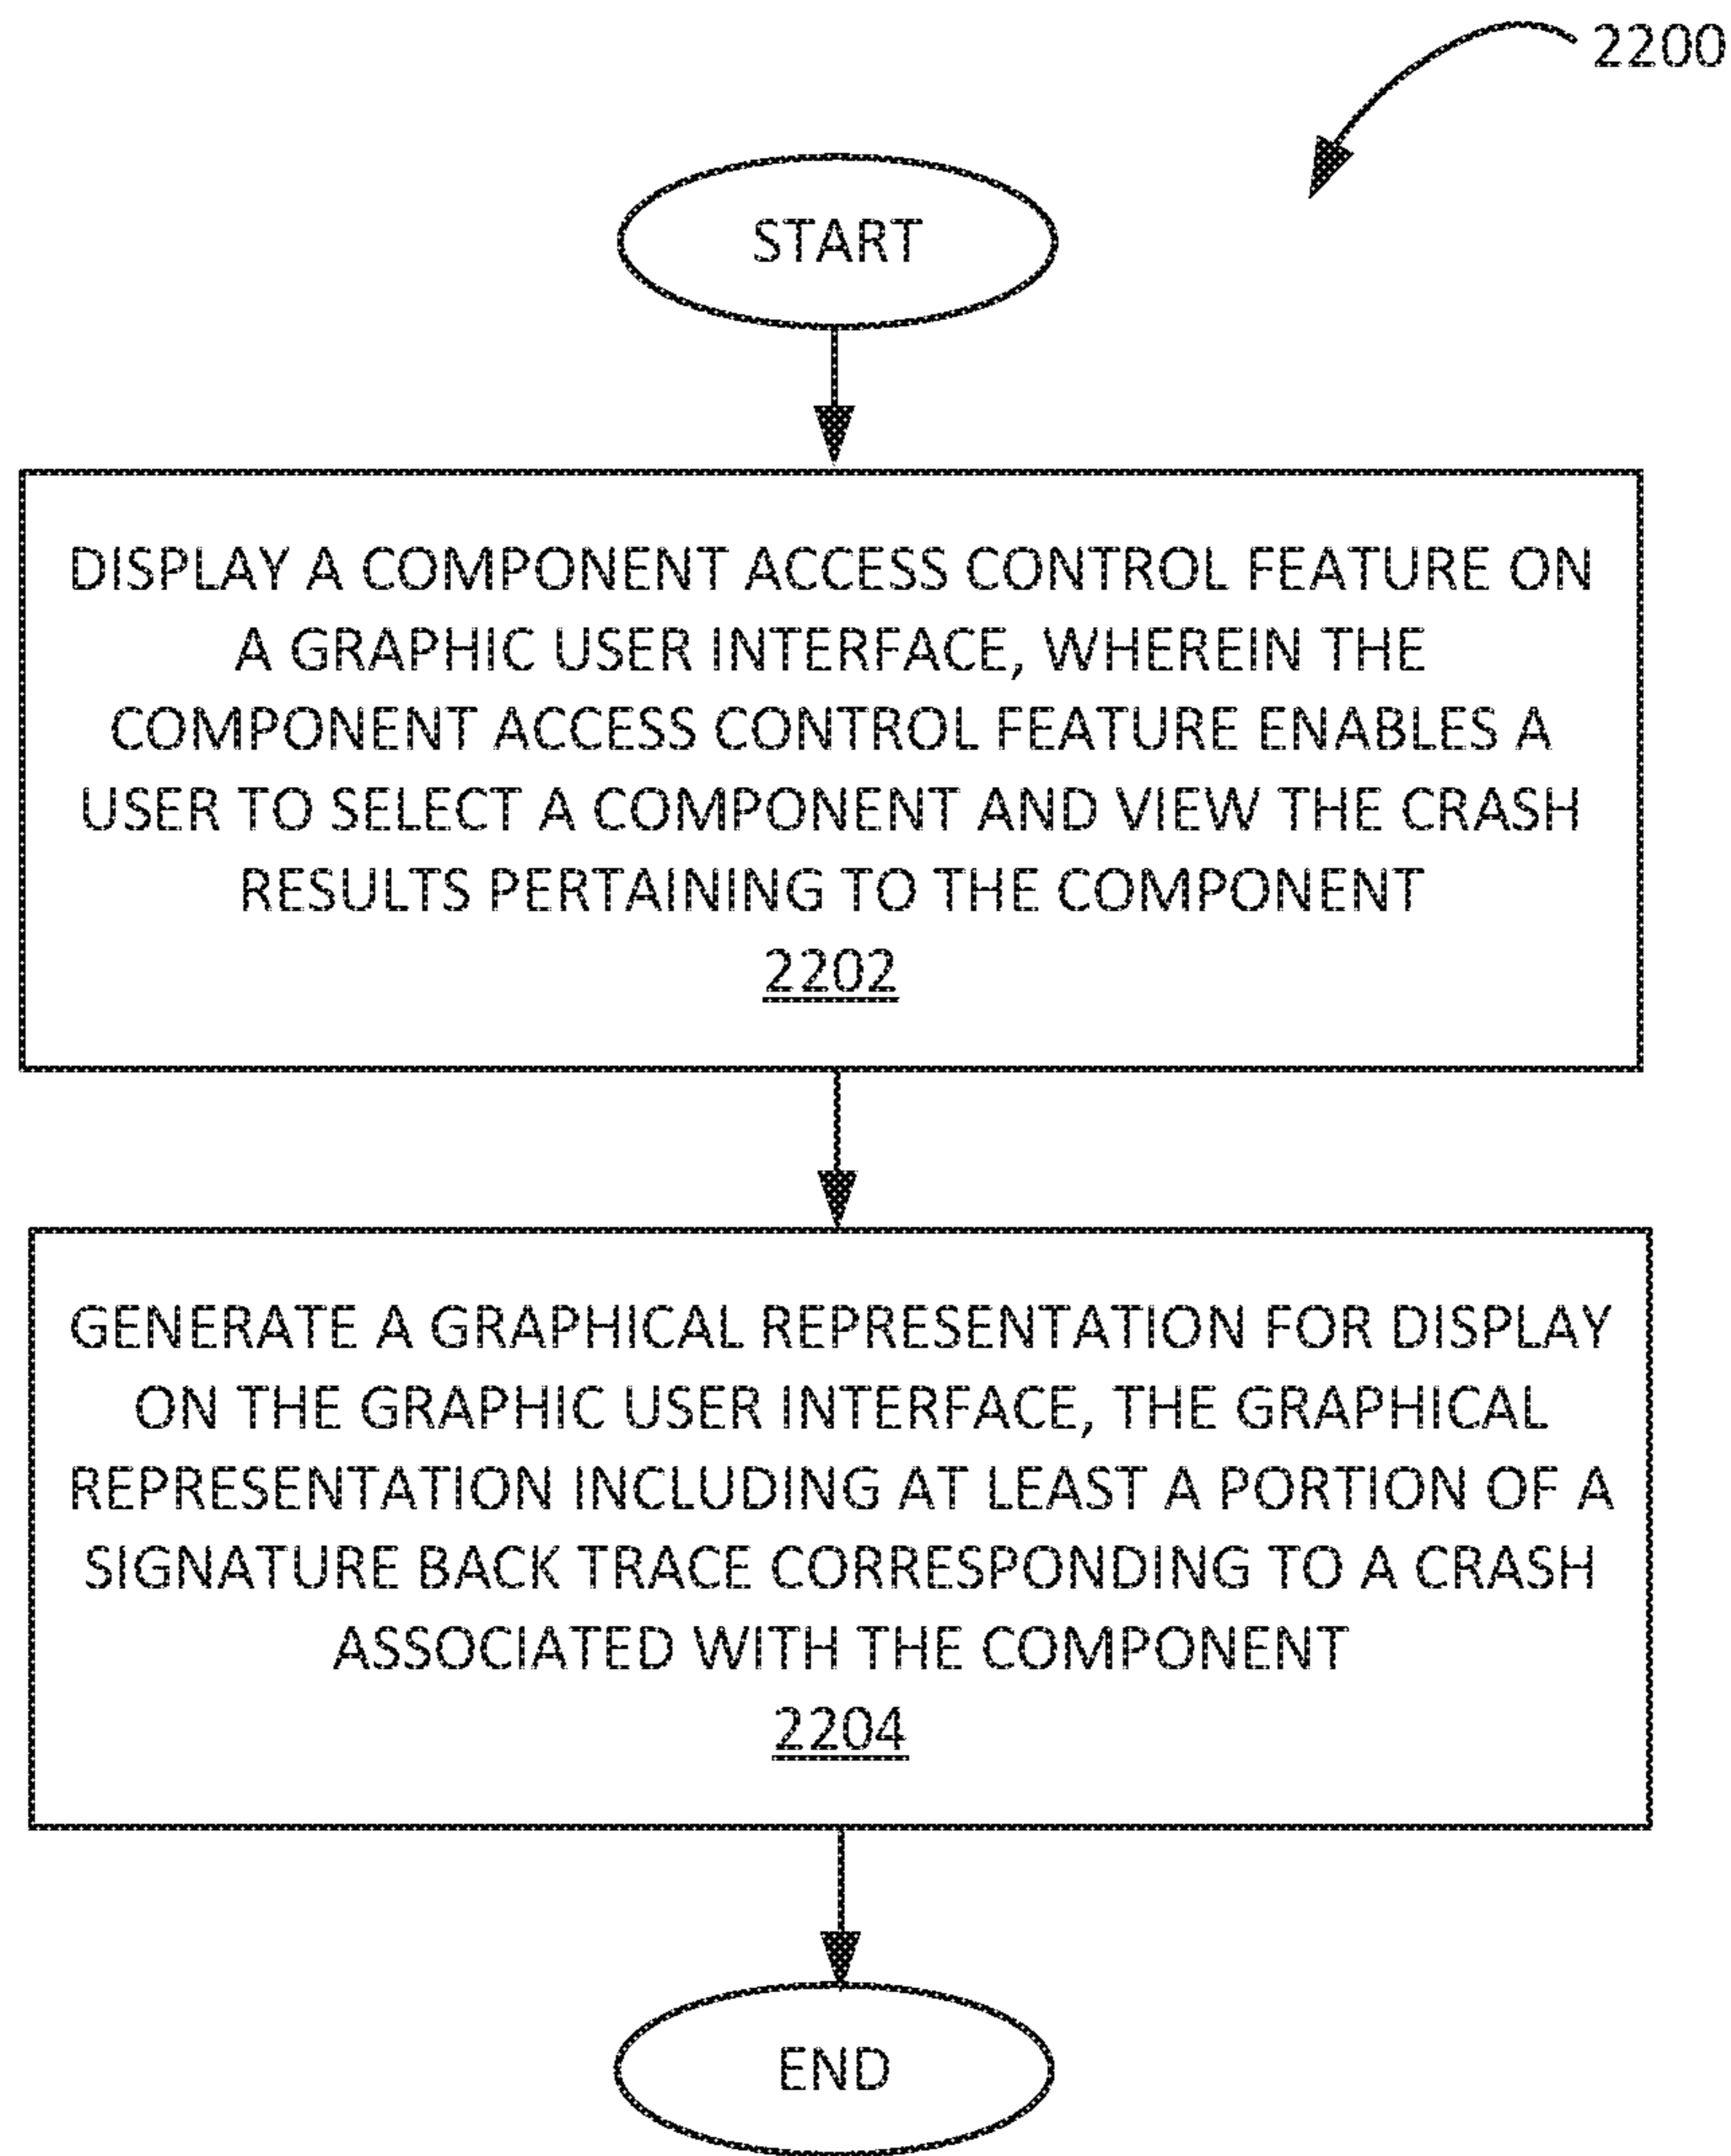 2200
START
DISPLAY A COMPONENT ACCESS CONTROL FEATURE ON
A GRAPHIC USER INTERFACE, WHEREIN THE
COMPONENT ACCESS CONTROL FEATURE ENABLES A
USER TO SELECT A COMPONENT AND VIEW THE CRASH
RESULTS PERTAINING TO THE COMPONENT
2202
GENERATE A GRAPHICAL REPRESENTATION FOR DISPLAY
ON THE GRAPHIC USER INTERFACE, THE GRAPHICAL
REPRESENTATION INCLUDING AT LEAST A PORTION OF A
SIGNATURE BACK TRACE CORRESPONDING TO A CRASH
ASSOCIATED WITH THE COMPONENT
2204
END